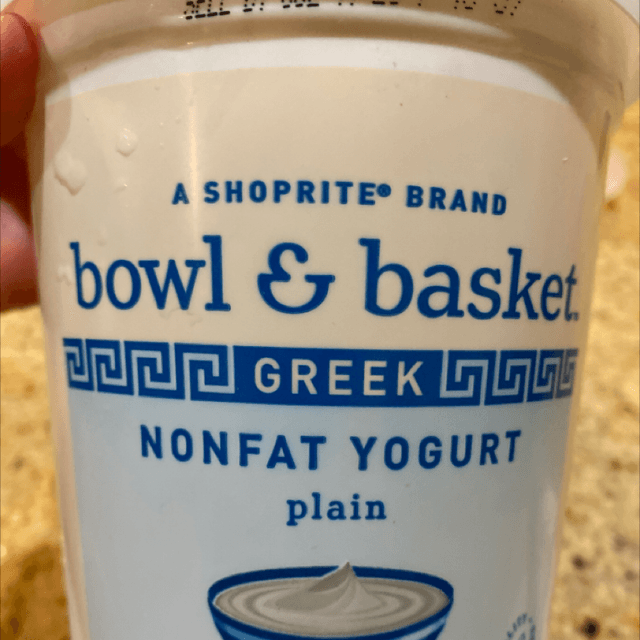 A SHOPRITE® BRAND
bowl & basket.
GREEK
NONFAT YOGURT
plain